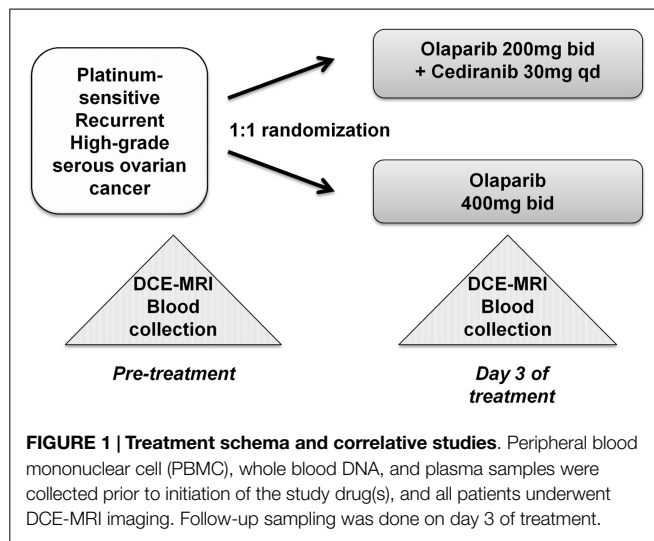 Platinum-
sensitive
Recurrent
High-grade
serous ovarian
cancer
1:1 randomization
Olaparib 200mg bid
+ Cediranib 30mg qd
Olaparib
400mg bid
DCE-MRI
Blood
collection
Pre-treatment
DCE-MRI
Blood
collection
Day 3 of
treatment
FIGURE 1 | Treatment schema and correlative studies. Peripheral blood
mononuclear cell (PBMC), whole blood DNA, and plasma samples were
collected prior to initiation of the study drug(s), and all patients underwent
DCE-MRI imaging. Follow-up sampling was done on day 3 of treatment.